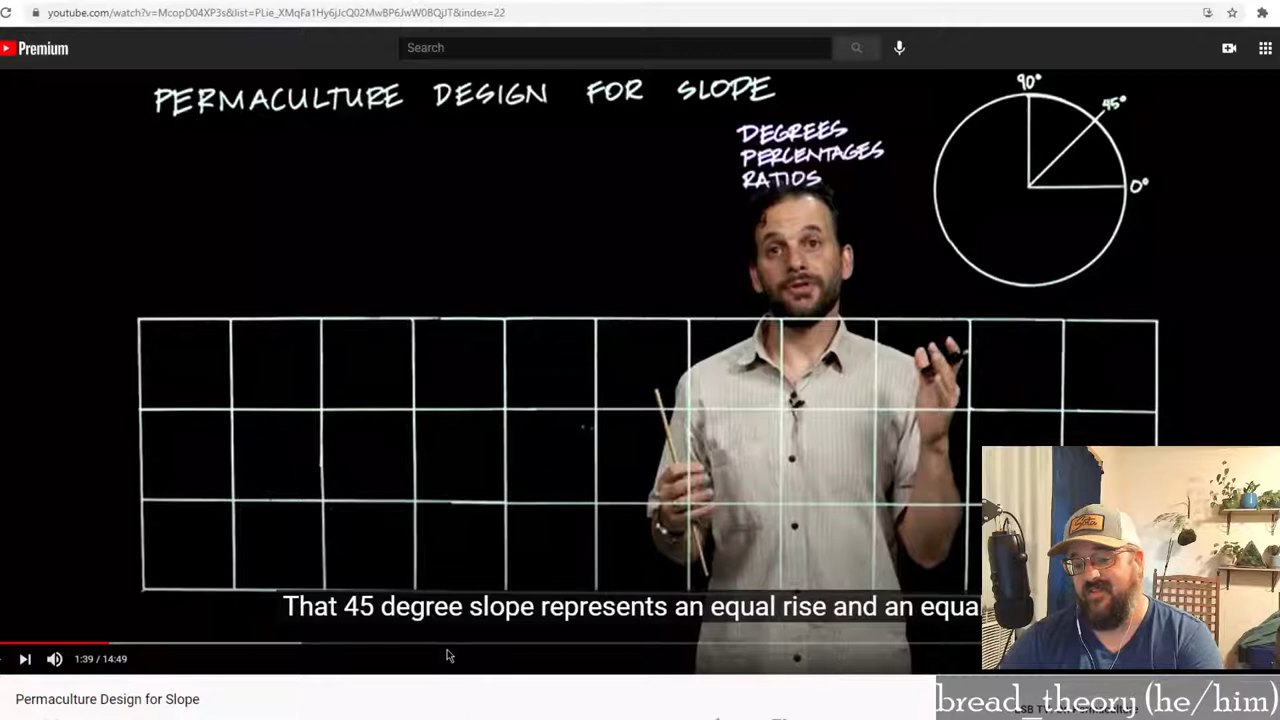 youtube.com/watch?v=McopD04XP3s&list=PLie_XMqFa1Hy6jJcQ02MwBP6JwW0BQjJT&index=22
Premium
Search
PERMACULTURE DESIGN FOR SLOPE
DEGREES
PERCENTAGES
RATIOS
90°
45°
0°
That 45 degree slope represents an equal rise and an equa
1:39 / 14:49
Permaculture Design for Slope
bread_theory (he/him)